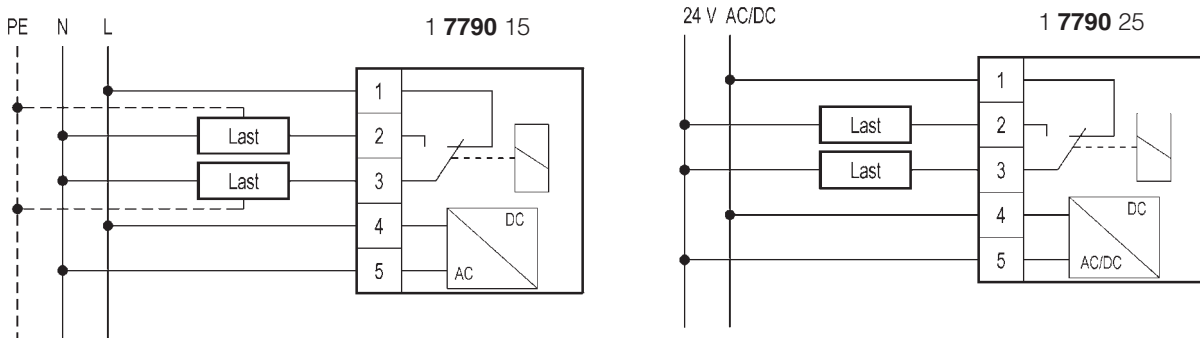 PE N L
1 7790 15
1
Last
2
Last
3
4
5
DC
AC
24 V AC/DC
1 7790 25
1
Last
2
Last
3
4
5
DC
AC/DC